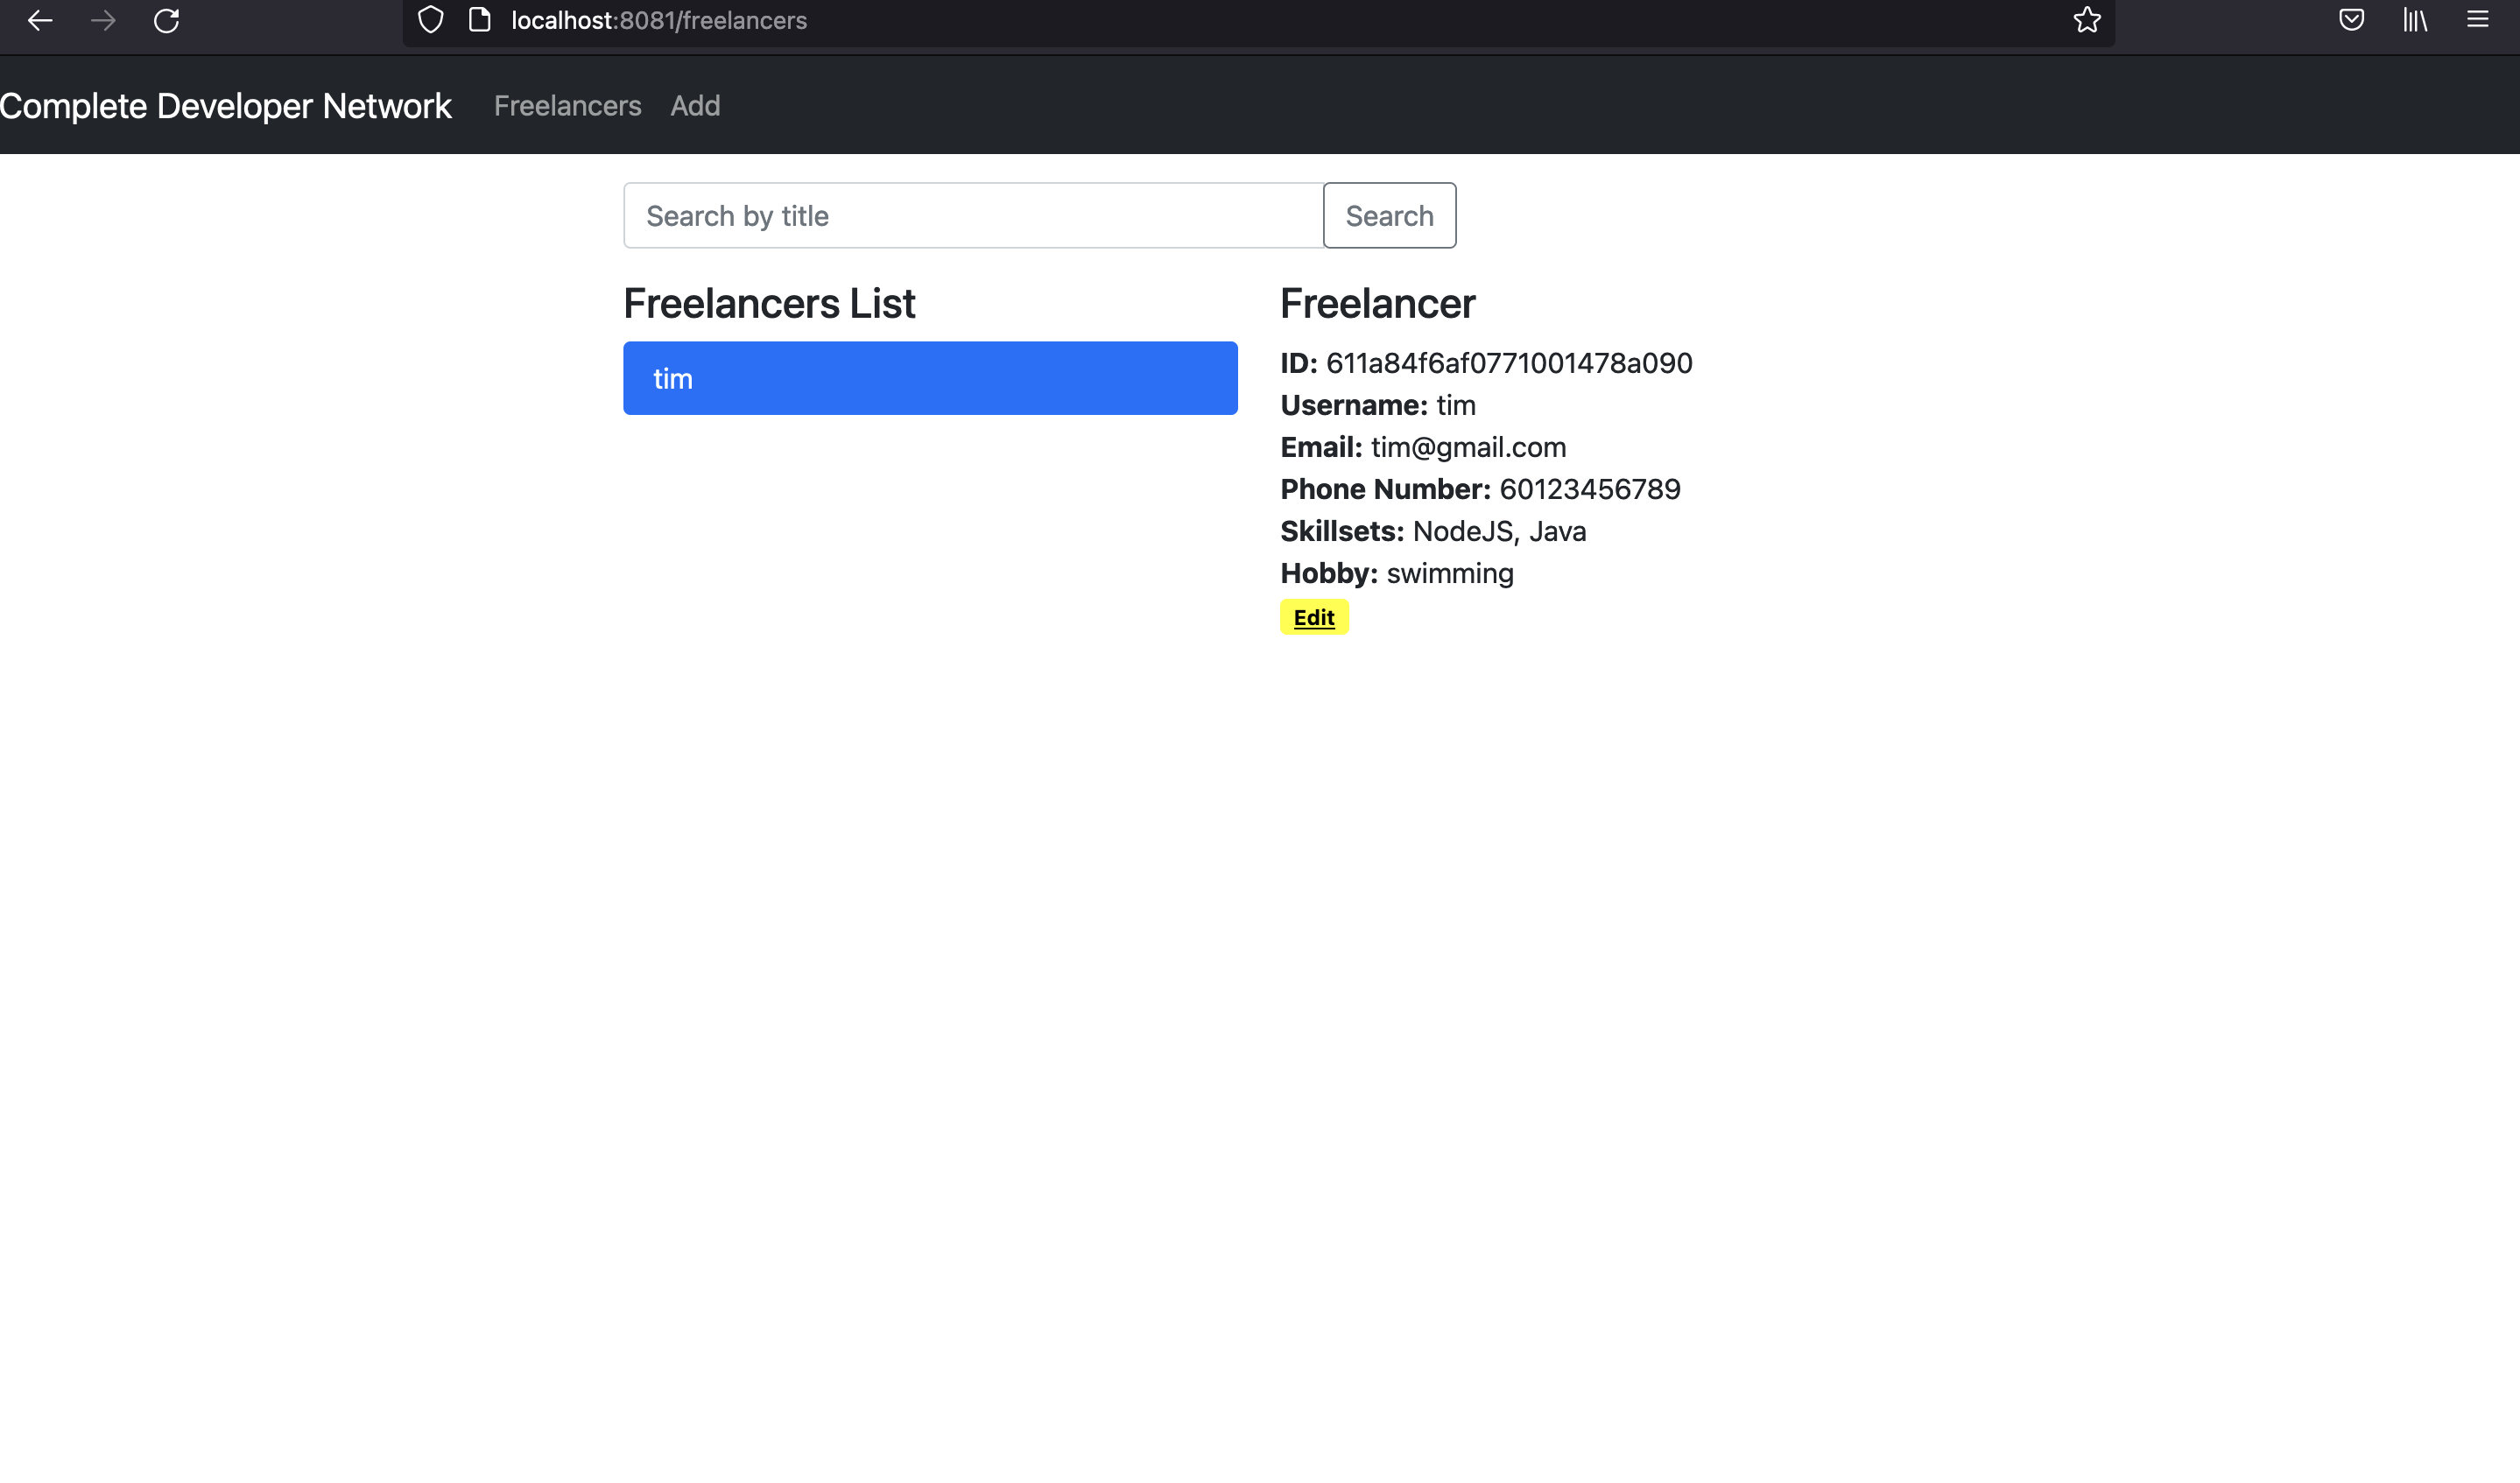 localhost:8081/freelancers
Complete Developer Network Freelancers Add
Search by title Search
Freelancers List
tim
Freelancer
ID: 611a84f6af0771001478a090
Username: tim
Email: tim@gmail.com
Phone Number: 60123456789
Skillsets: NodeJS, Java
Hobby: swimming
Edit